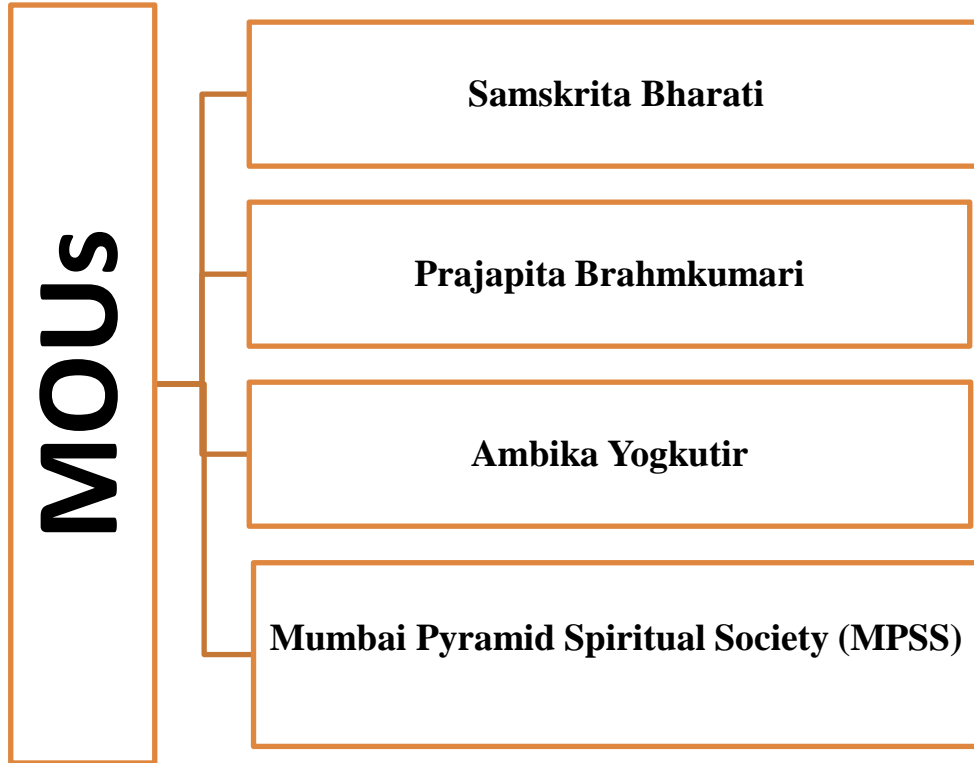 MOUs
Samskrita Bharati
Prajapita Brahmkumari
Ambika Yogkutir
Mumbai Pyramid Spiritual Society (MPSS)